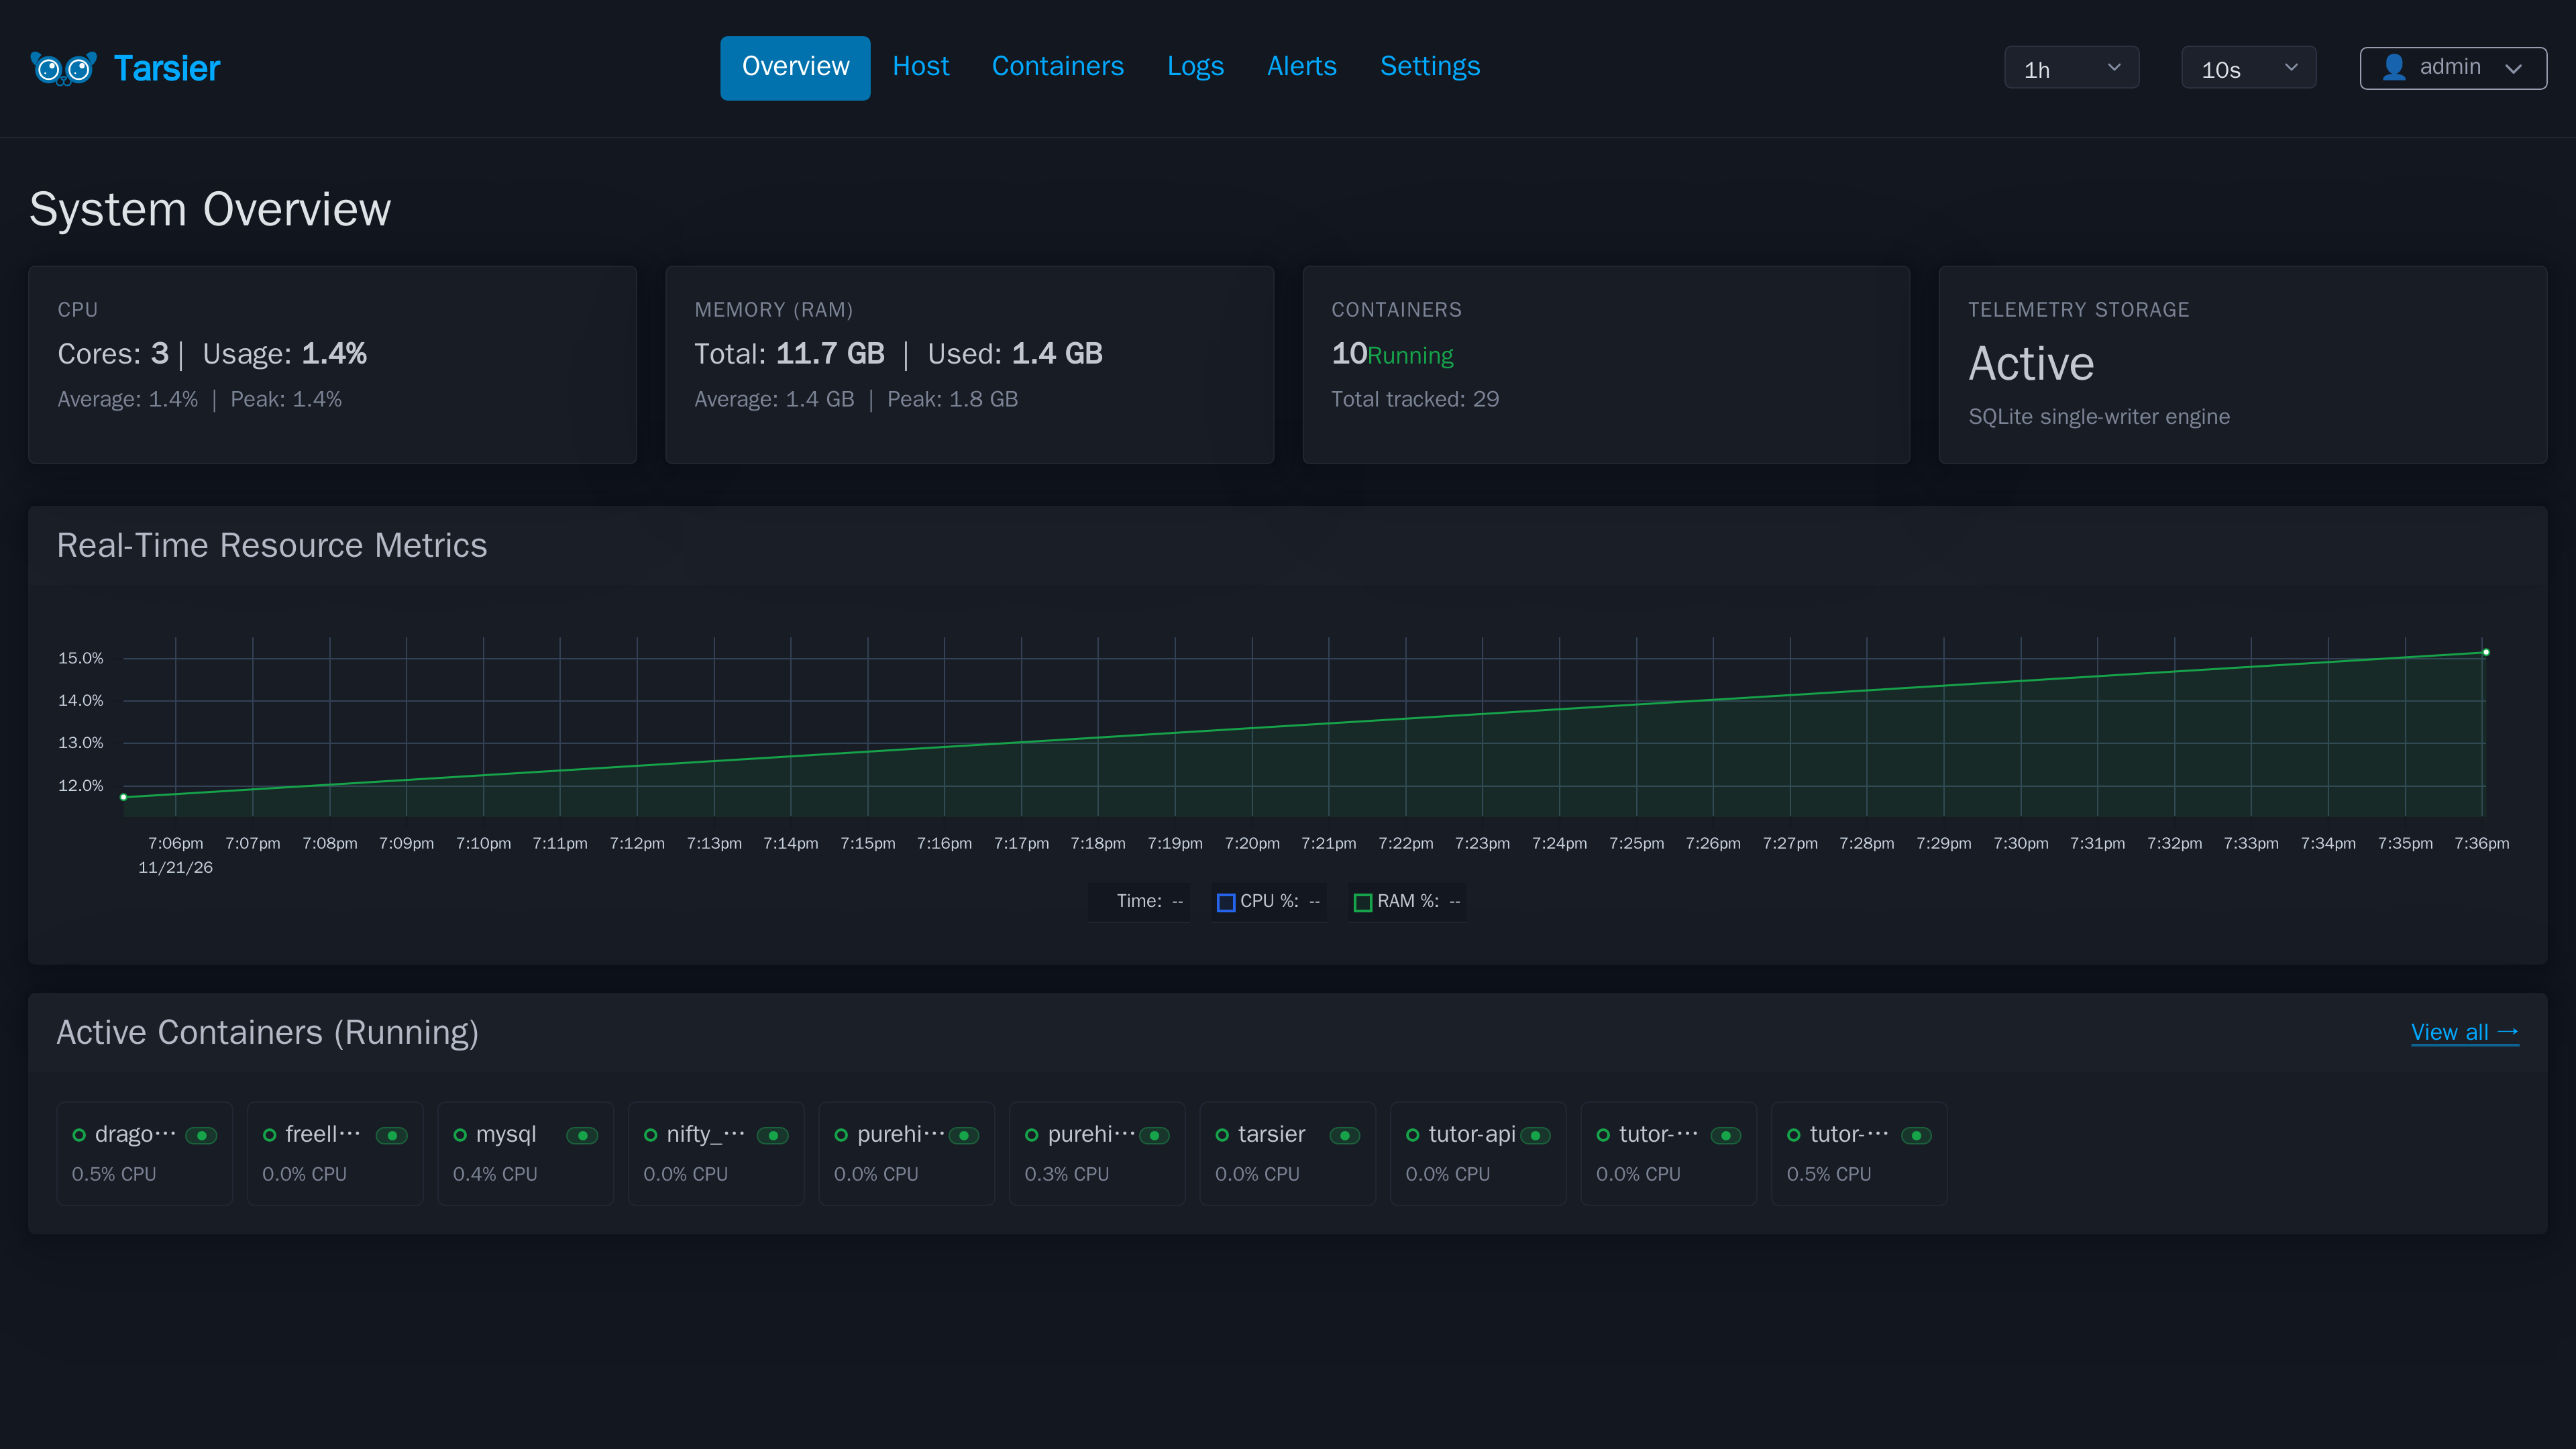 Tarsier
Overview Host Containers Logs Alerts Settings
1h 10s admin
System Overview
CPU
Cores: 3 | Usage: 1.4%
Average: 1.4% | Peak: 1.4%
MEMORY (RAM)
Total: 11.7 GB | Used: 1.4 GB
Average: 1.4 GB | Peak: 1.8 GB
CONTAINERS
10Running
Total tracked: 29
TELEMETRY STORAGE
Active
SQLite single-writer engine
Real-Time Resource Metrics
15.0%
14.0%
13.0%
12.0%
7:06pm 7:07pm 7:08pm 7:09pm 7:10pm 7:11pm 7:12pm 7:13pm 7:14pm 7:15pm 7:16pm 7:17pm 7:18pm 7:19pm 7:20pm 7:21pm 7:22pm 7:23pm 7:24pm 7:25pm 7:26pm 7:27pm 7:28pm 7:29pm 7:30pm 7:31pm 7:32pm 7:33pm 7:34pm 7:35pm 7:36pm
11/21/26
Time: -- CPU %: -- RAM %: --
Active Containers (Running)
View all →
drago… freell… mysql nifty_… purehi… purehi… tarsier tutor-api tutor-… tutor-…
0.5% CPU 0.0% CPU 0.4% CPU 0.0% CPU 0.0% CPU 0.3% CPU 0.0% CPU 0.0% CPU 0.0% CPU 0.5% CPU